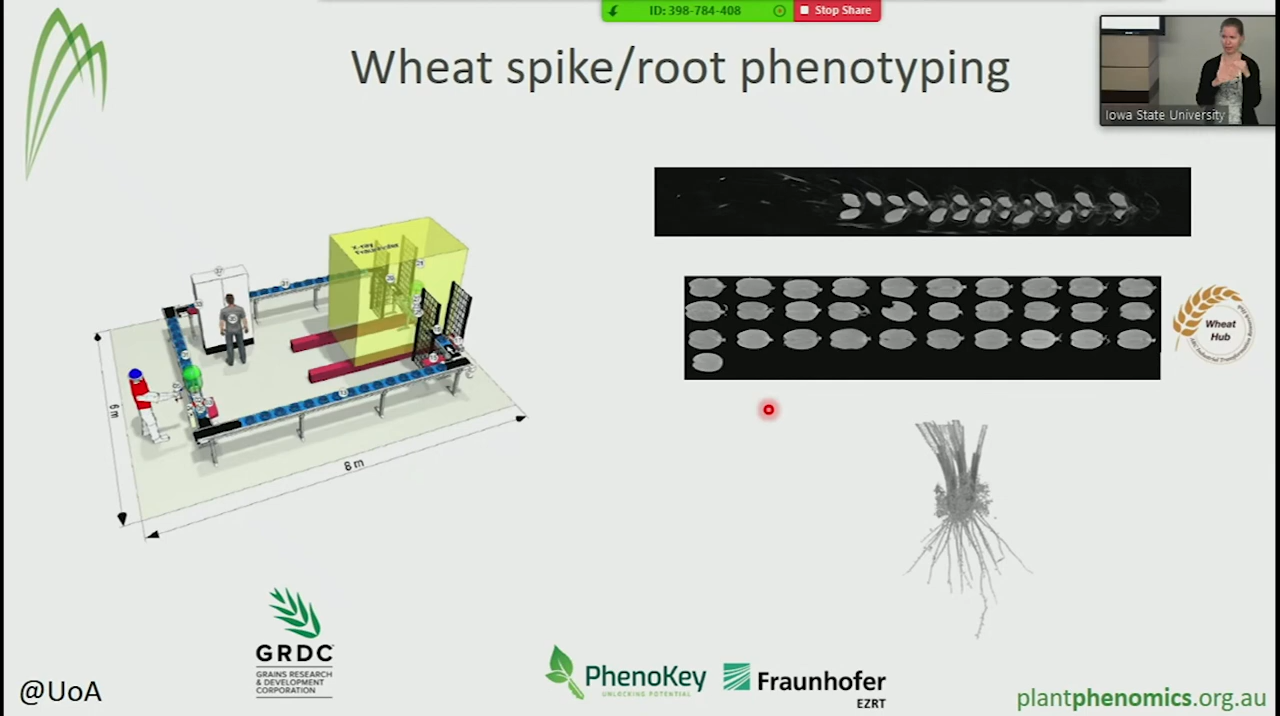 ID: 398-784-408
Stop Share
Wheat spike/root phenotyping
Iowa State University
X-ray
Wheat
Hub
6 m
8 m
GRDC
GRAINS RESEARCH
& DEVELOPMENT
CORPORATION
PhenoKey
UNLOCKING POTENTIAL
Fraunhofer
EZRT
@UoA
plantphenomics.org.au